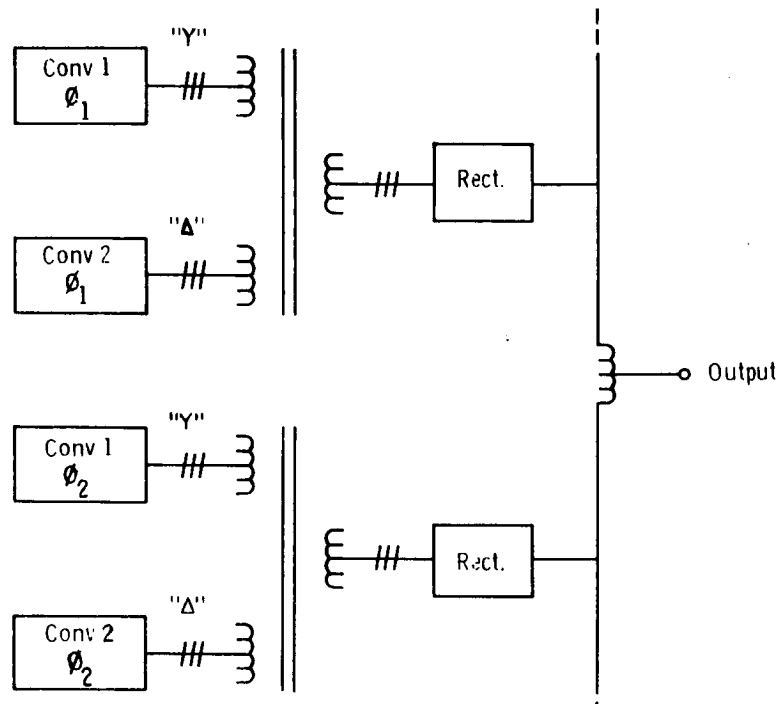 "Y"
Conv 1
Ø1
Rect.
"Δ"
Conv 2
Ø1
Output
"Y"
Conv 1
Ø2
Rect.
"Δ"
Conv 2
Ø2